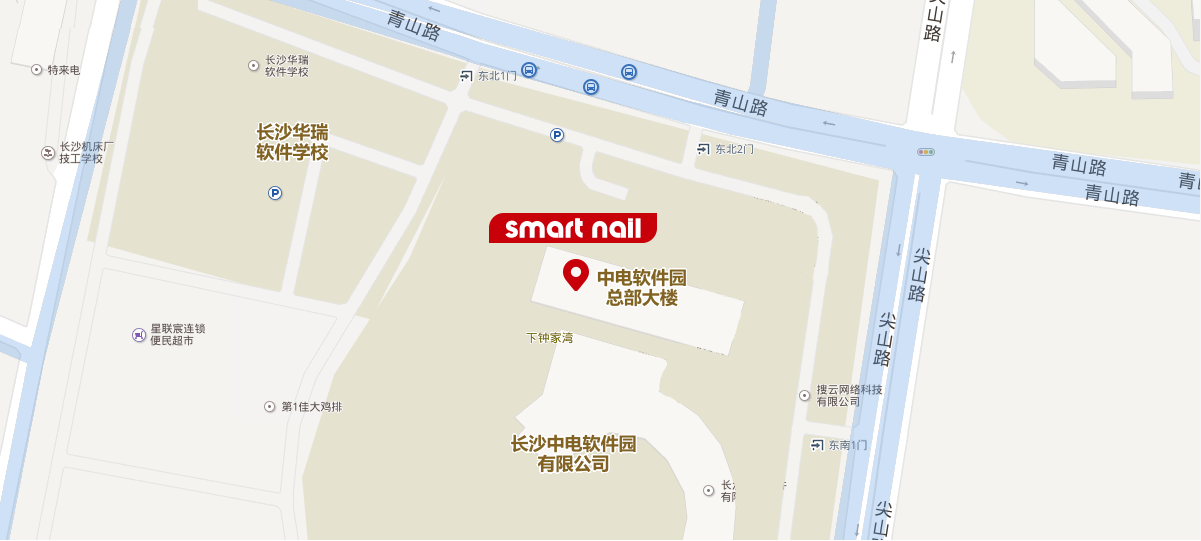 青山路
尖山路
特来电
长沙华瑞
软件学校
东北1门
青山路
长沙华瑞
软件学校
长沙机床厂
技工学校
东北2门
青山路
青山路
青
smart nail
中电软件园
总部大楼
尖山路
星联宸连锁
便民超市
下钟家湾
尖山路
搜云网络科技
有限公司
第1佳大鸡排
长沙中电软件园
有限公司
东南1门
长
有限
尖山路